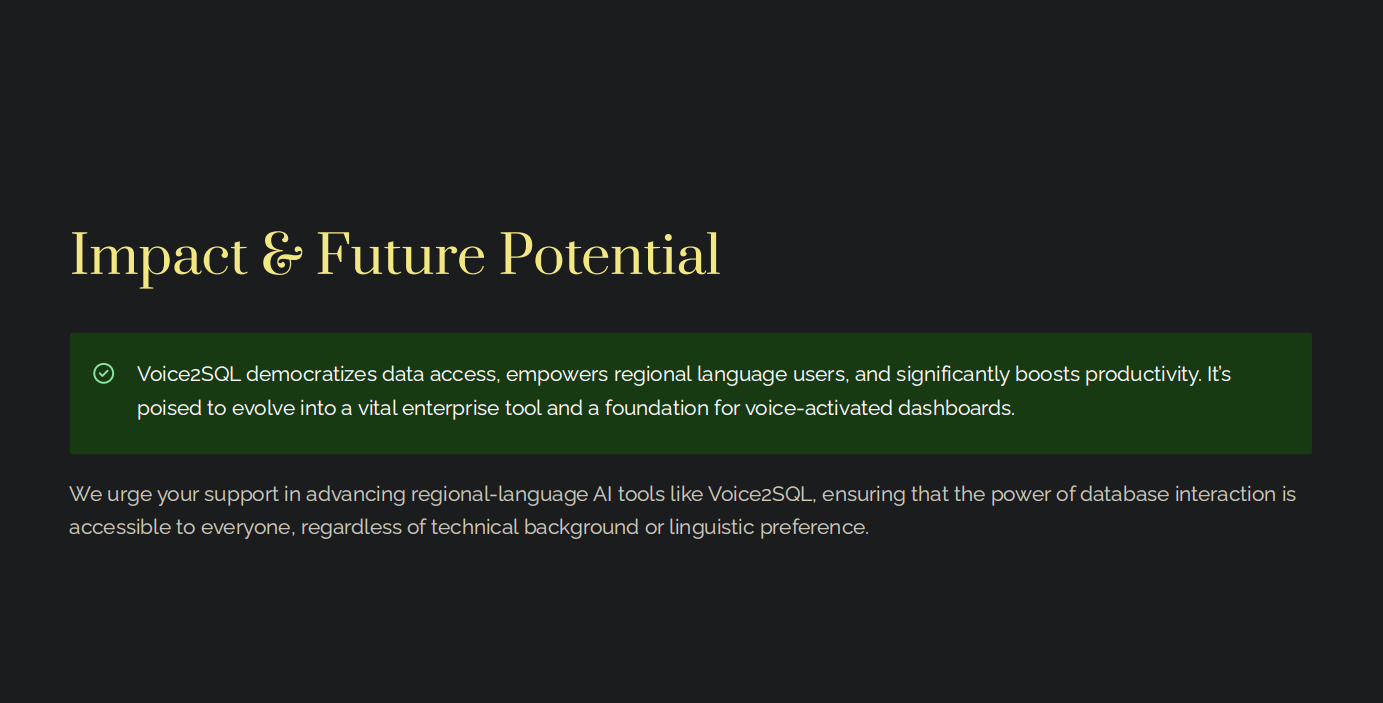 Impact & Future Potential
Voice2SQL democratizes data access, empowers regional language users, and significantly boosts productivity. It's
poised to evolve into a vital enterprise tool and a foundation for voice-activated dashboards.
We urge your support in advancing regional-language AI tools like Voice2SQL, ensuring that the power of database interaction is
accessible to everyone, regardless of technical background or linguistic preference.